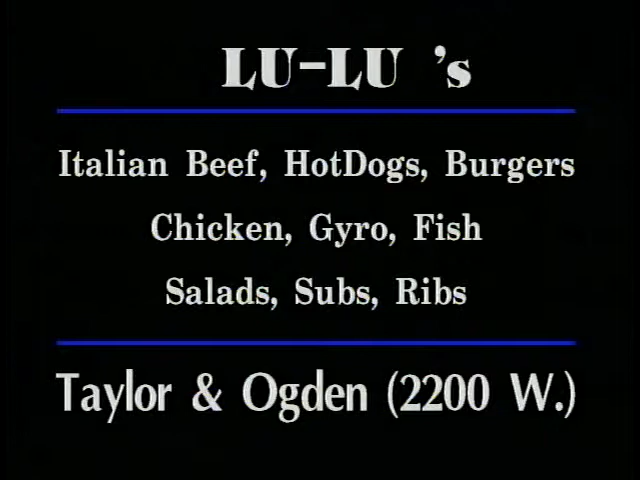 LU-LU 's
Italian Beef, HotDogs, Burgers
Chicken, Gyro, Fish
Salads, Subs, Ribs
Taylor & Ogden (2200 W.)